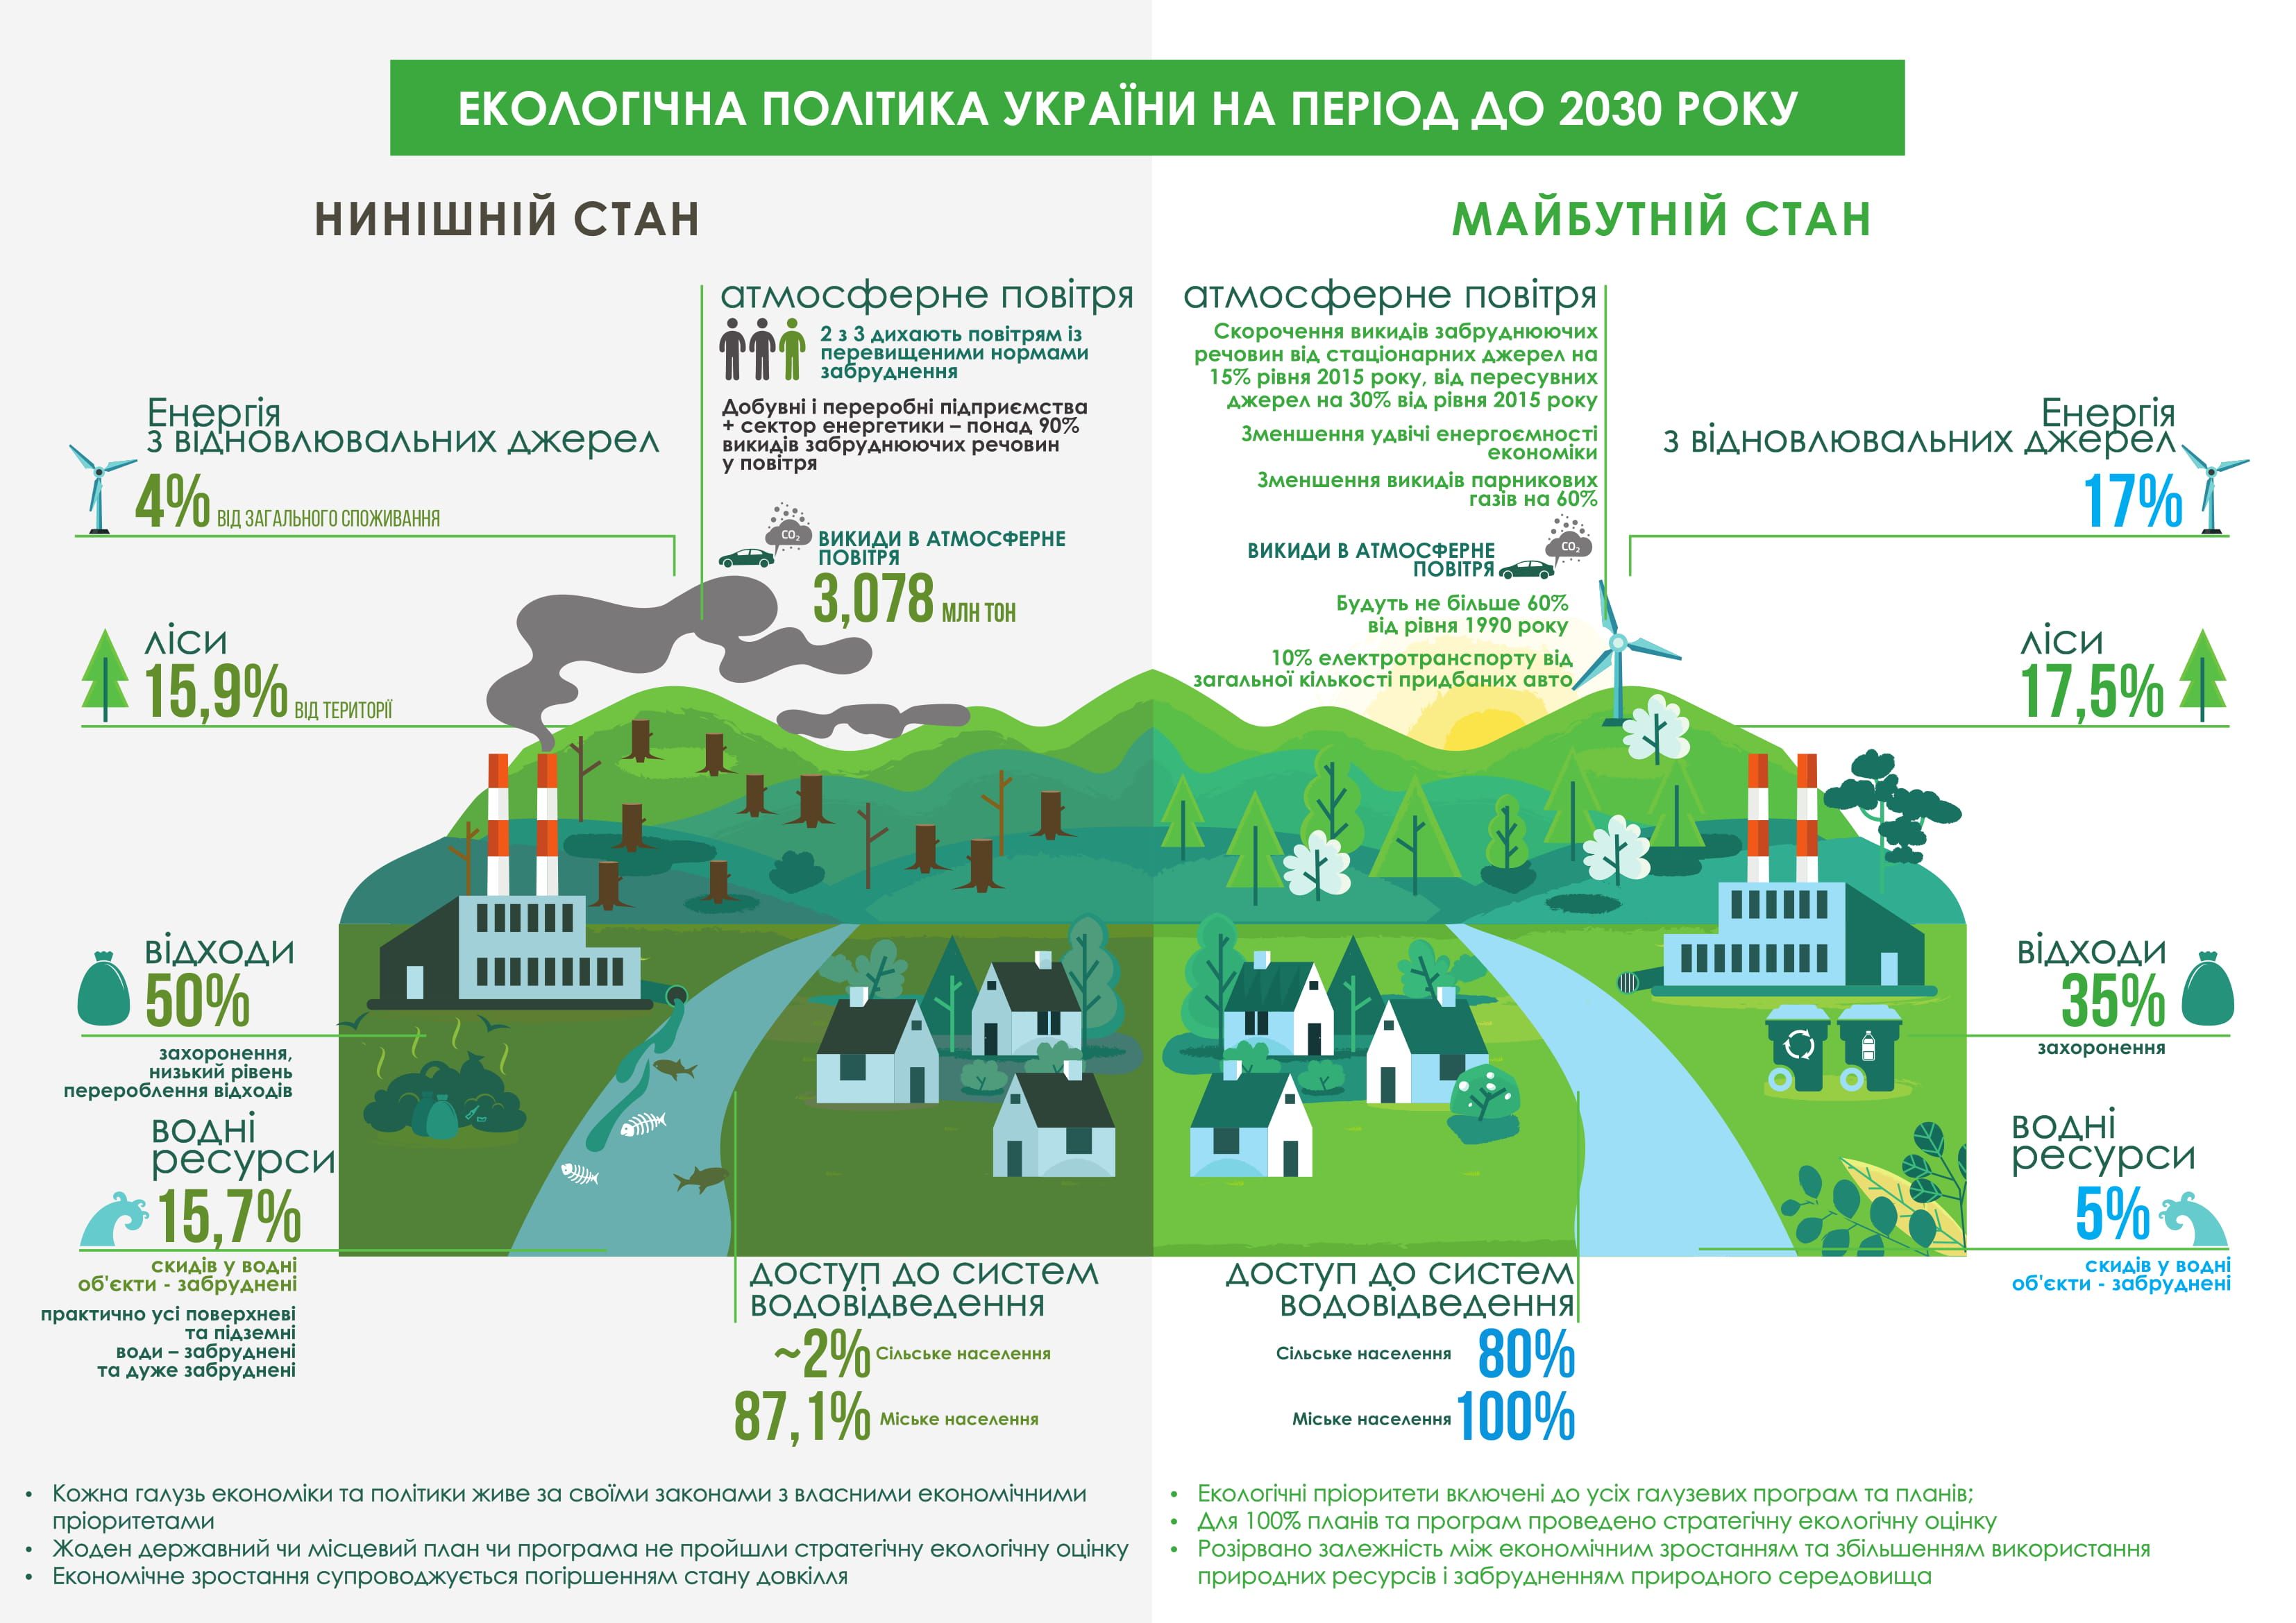 ЕКОЛОГІЧНА ПОЛІТИКА УКРАЇНИ НА ПЕРІОД ДО 2030 РОКУ
НИНІШНІЙ СТАН
атмосферне повітря
2 з 3 дихають повітрям із
перевищеними нормами
забруднення
Добувні і переробні підприємства
+ сектор енергетики – понад 90%
викидів забруднюючих речовин
у повітря
CO₂
ВИКИДИ В АТМОСФЕРНЕ
ПОВІТРЯ
3,078 МЛН ТОН
Енергія
з відновлювальних джерел
4% ВІД ЗАГАЛЬНОГО СПОЖИВАННЯ
ліси
15,9% ВІД ТЕРИТОРІЇ
відходи
50%
захоронення,
низький рівень
перероблення відходів
водні
ресурси
15,7%
скидів у водні
об'єкти - забруднені
практично усі поверхневі
та підземні
води – забруднені
та дуже забруднені
доступ до систем
водовідведення
~2% Сільське населення
87,1% Міське населення
• Кожна галузь економіки та політики живе за своїми законами з власними економічними
пріоритетами
• Жоден державний чи місцевий план чи програма не пройшли стратегічну екологічну оцінку
• Економічне зростання супроводжується погіршенням стану довкілля
МАЙБУТНІЙ СТАН
атмосферне повітря
Скорочення викидів забруднюючих
речовин від стаціонарних джерел на
15% рівня 2015 року, від пересувних
джерел на 30% від рівня 2015 року
Зменшення удвічі енергоємності
економіки
Зменшення викидів парникових
газів на 60%
CO₂
ВИКИДИ В АТМОСФЕРНЕ
ПОВІТРЯ
Будуть не більше 60%
від рівня 1990 року
10% електротранспорту від
загальної кількості придбаних авто
Енергія
з відновлювальних джерел
17%
ліси
17,5%
відходи
35%
захоронення
водні
ресурси
5%
скидів у водні
об'єкти - забруднені
доступ до систем
водовідведення
Сільське населення 80%
Міське населення 100%
• Екологічні пріоритети включені до усіх галузевих програм та планів;
• Для 100% планів та програм проведено стратегічну екологічну оцінку
• Розірвано залежність між економічним зростанням та збільшенням використання
природних ресурсів і забрудненням природного середовища